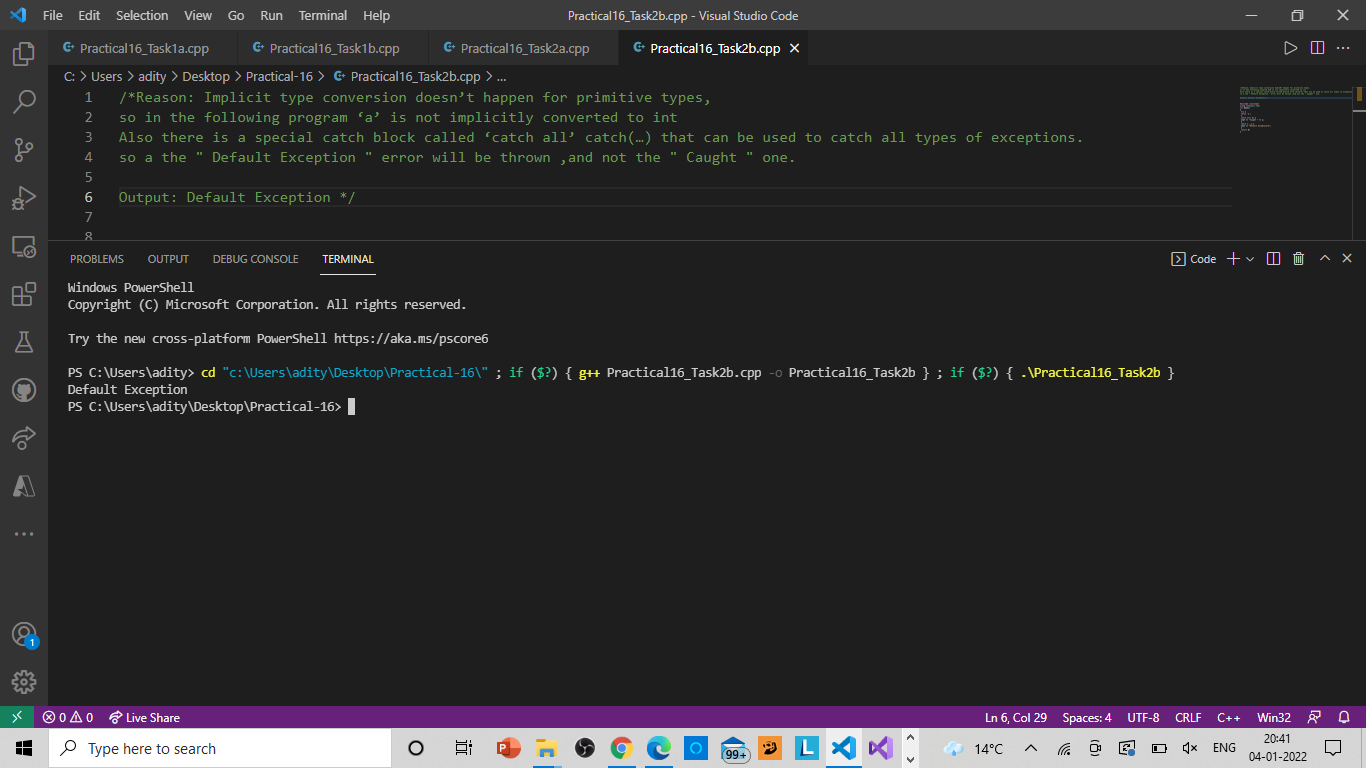 File Edit Selection View Go Run Terminal Help Practical16_Task2b.cpp - Visual Studio Code
Practical16_Task1a.cpp Practical16_Task1b.cpp Practical16_Task2a.cpp Practical16_Task2b.cpp
C: > Users > adity > Desktop > Practical-16 > Practical16_Task2b.cpp > ...
1 /*Reason: Implicit type conversion doesn’t happen for primitive types,
2 so in the following program ‘a’ is not implicitly converted to int
3 Also there is a special catch block called ‘catch all’ catch(…) that can be used to catch all types of exceptions.
4 so a the " Default Exception " error will be thrown ,and not the " Caught " one.
5
6 Output: Default Exception */
7
8
PROBLEMS OUTPUT DEBUG CONSOLE TERMINAL Code
Windows PowerShell
Copyright (C) Microsoft Corporation. All rights reserved.
Try the new cross-platform PowerShell https://aka.ms/pscore6
PS C:\Users\adity> cd "c:\Users\adity\Desktop\Practical-16\" ; if ($?) { g++ Practical16_Task2b.cpp -o Practical16_Task2b } ; if ($?) { .\Practical16_Task2b }
Default Exception
PS C:\Users\adity\Desktop\Practical-16>
1
0 0 Live Share Ln 6, Col 29 Spaces: 4 UTF-8 CRLF C++ Win32
Type here to search 99+ L 14°C ENG 20:41
04-01-2022